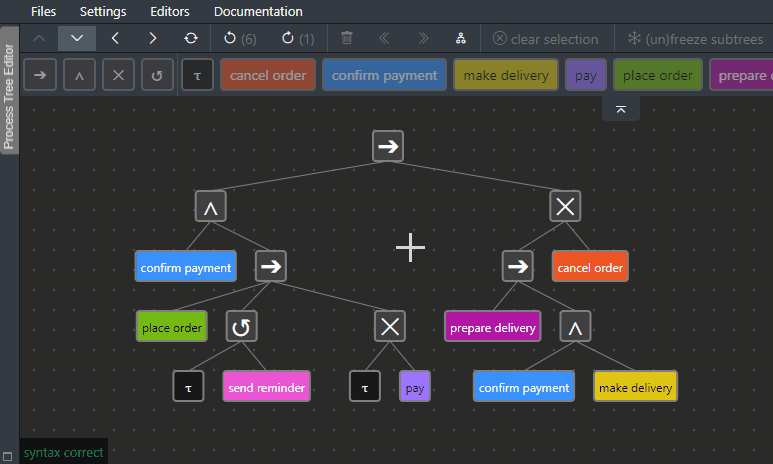 Files Settings Editors Documentation
(6) (1) clear selection (un)freeze subtrees
Process Tree Editor
→ ∧ × ↺ τ cancel order confirm payment make delivery pay place order prepare
→
∧ ×
confirm payment → → cancel order
place order ↺ × prepare delivery ∧
τ send reminder τ pay confirm payment make delivery
syntax correct